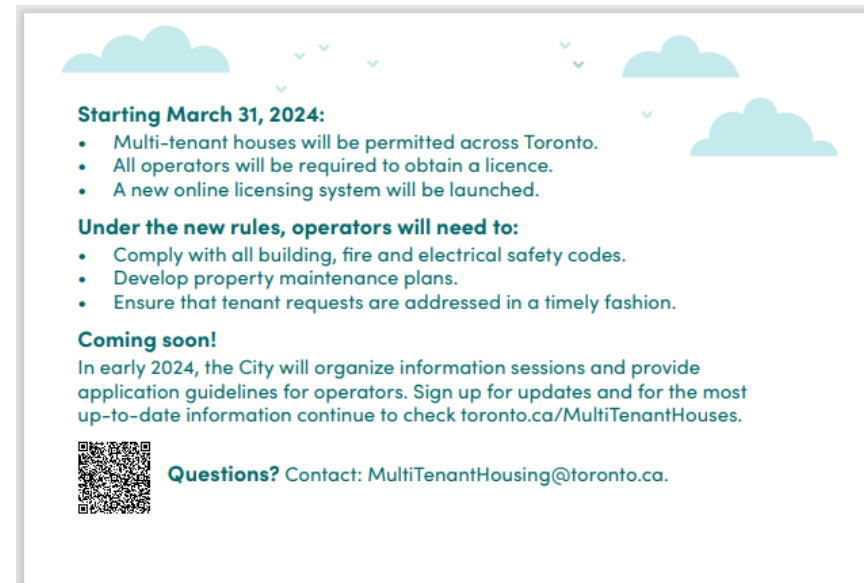 Starting March 31, 2024:
• Multi-tenant houses will be permitted across Toronto.
• All operators will be required to obtain a licence.
• A new online licensing system will be launched.
Under the new rules, operators will need to:
• Comply with all building, fire and electrical safety codes.
• Develop property maintenance plans.
• Ensure that tenant requests are addressed in a timely fashion.
Coming soon!
In early 2024, the City will organize information sessions and provide
application guidelines for operators. Sign up for updates and for the most
up-to-date information continue to check toronto.ca/MultiTenantHouses.
Questions? Contact: MultiTenantHousing@toronto.ca.